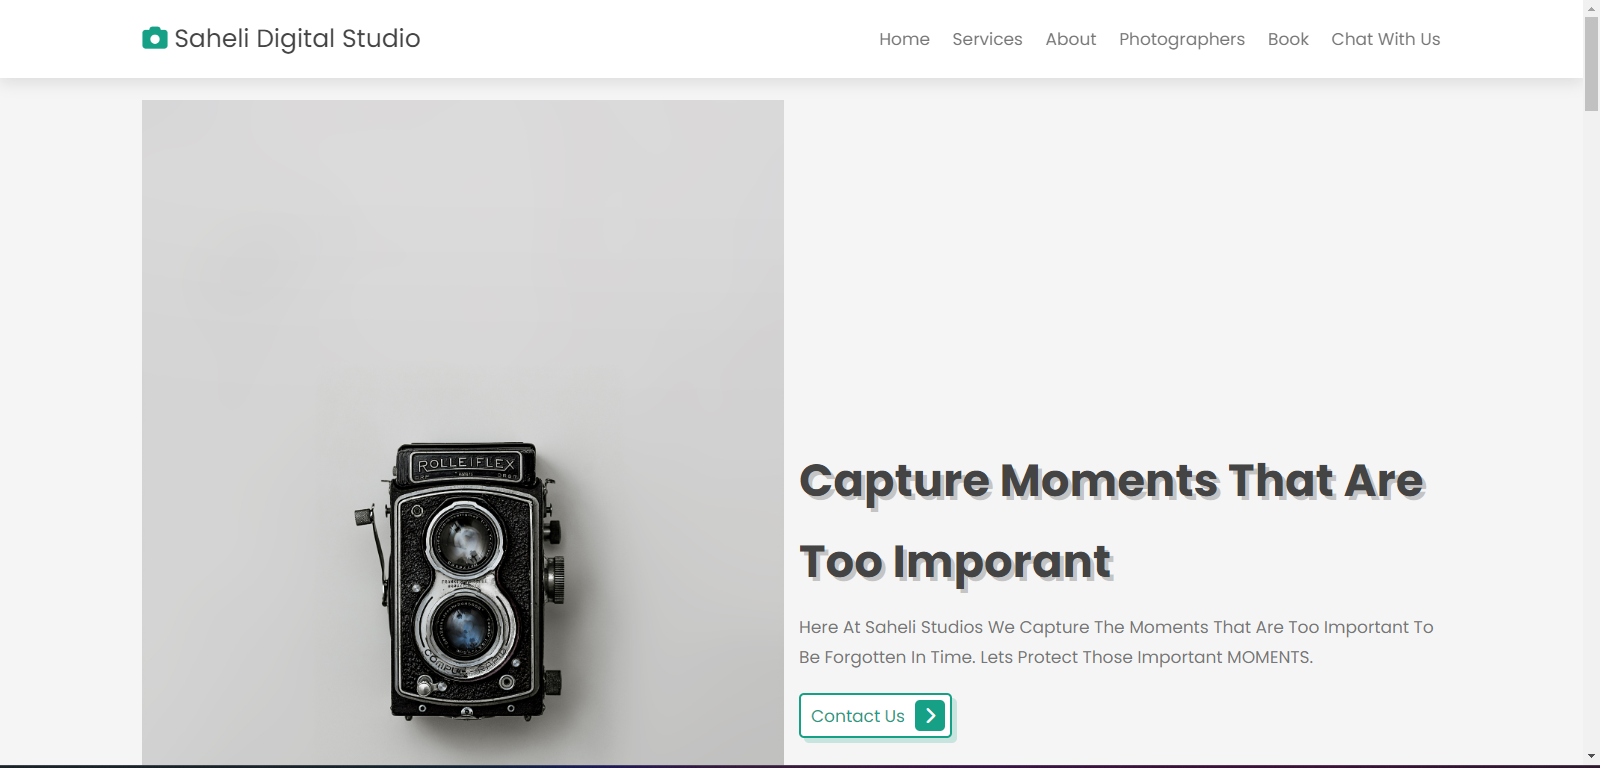 Saheli Digital Studio
Home Services About Photographers Book Chat With Us
ROLLEIFLEX
Capture Moments That Are
Too Imporant
Here At Saheli Studios We Capture The Moments That Are Too Important To
Be Forgotten In Time. Lets Protect Those Important MOMENTS.
Contact Us